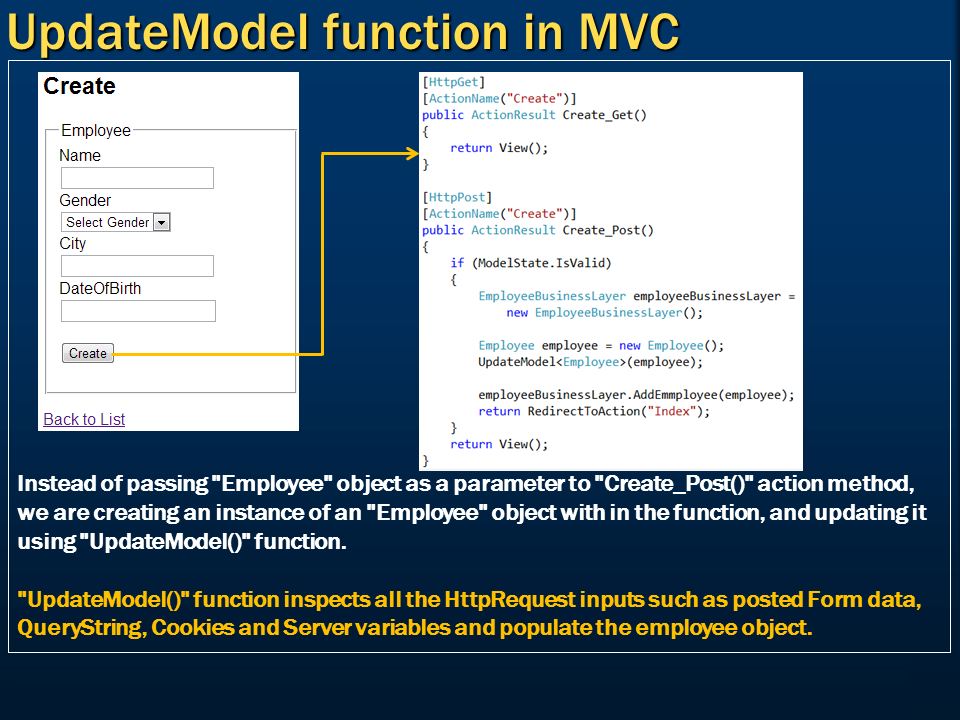 UpdateModel function in MVC
Create
Employee
Name
Gender
Select Gender
City
DateOfBirth
Create
Back to List
[HttpGet]
[ActionName("Create")]
public ActionResult Create_Get()
{
    return View();
}
[HttpPost]
[ActionName("Create")]
public ActionResult Create_Post()
{
    if (ModelState.IsValid)
    {
        EmployeeBusinessLayer employeeBusinessLayer =
            new EmployeeBusinessLayer();
        Employee employee = new Employee();
        UpdateModel<Employee>(employee);
        employeeBusinessLayer.AddEmmployee(employee);
        return RedirectToAction("Index");
    }
    return View();
}
Instead of passing "Employee" object as a parameter to "Create_Post()" action method,
we are creating an instance of an "Employee" object with in the function, and updating it
using "UpdateModel()" function.
"UpdateModel()" function inspects all the HttpRequest inputs such as posted Form data,
QueryString, Cookies and Server variables and populate the employee object.